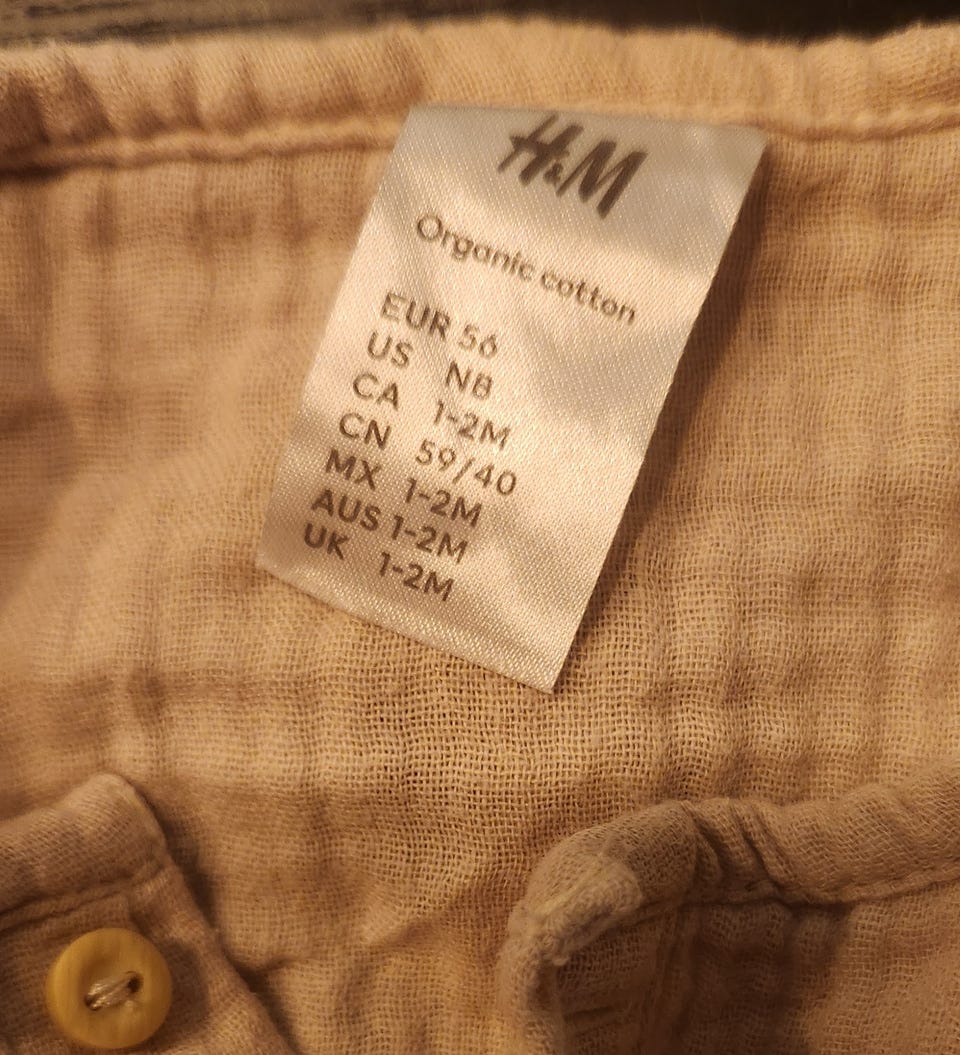 H&M
Organic cotton
EUR 56
US NB
CA 1-2M
CN 59/40
MX 1-2M
AUS 1-2M
UK 1-2M